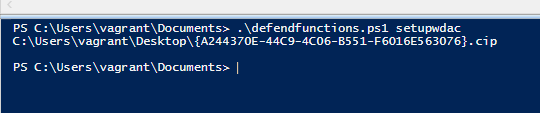 PS C:\Users\vagrant\Documents> .\defendfunctions.ps1 setupwdac
C:\Users\vagrant\Desktop\{A244370E-44C9-4C06-B551-F6016E563076}.cip
PS C:\Users\vagrant\Documents>